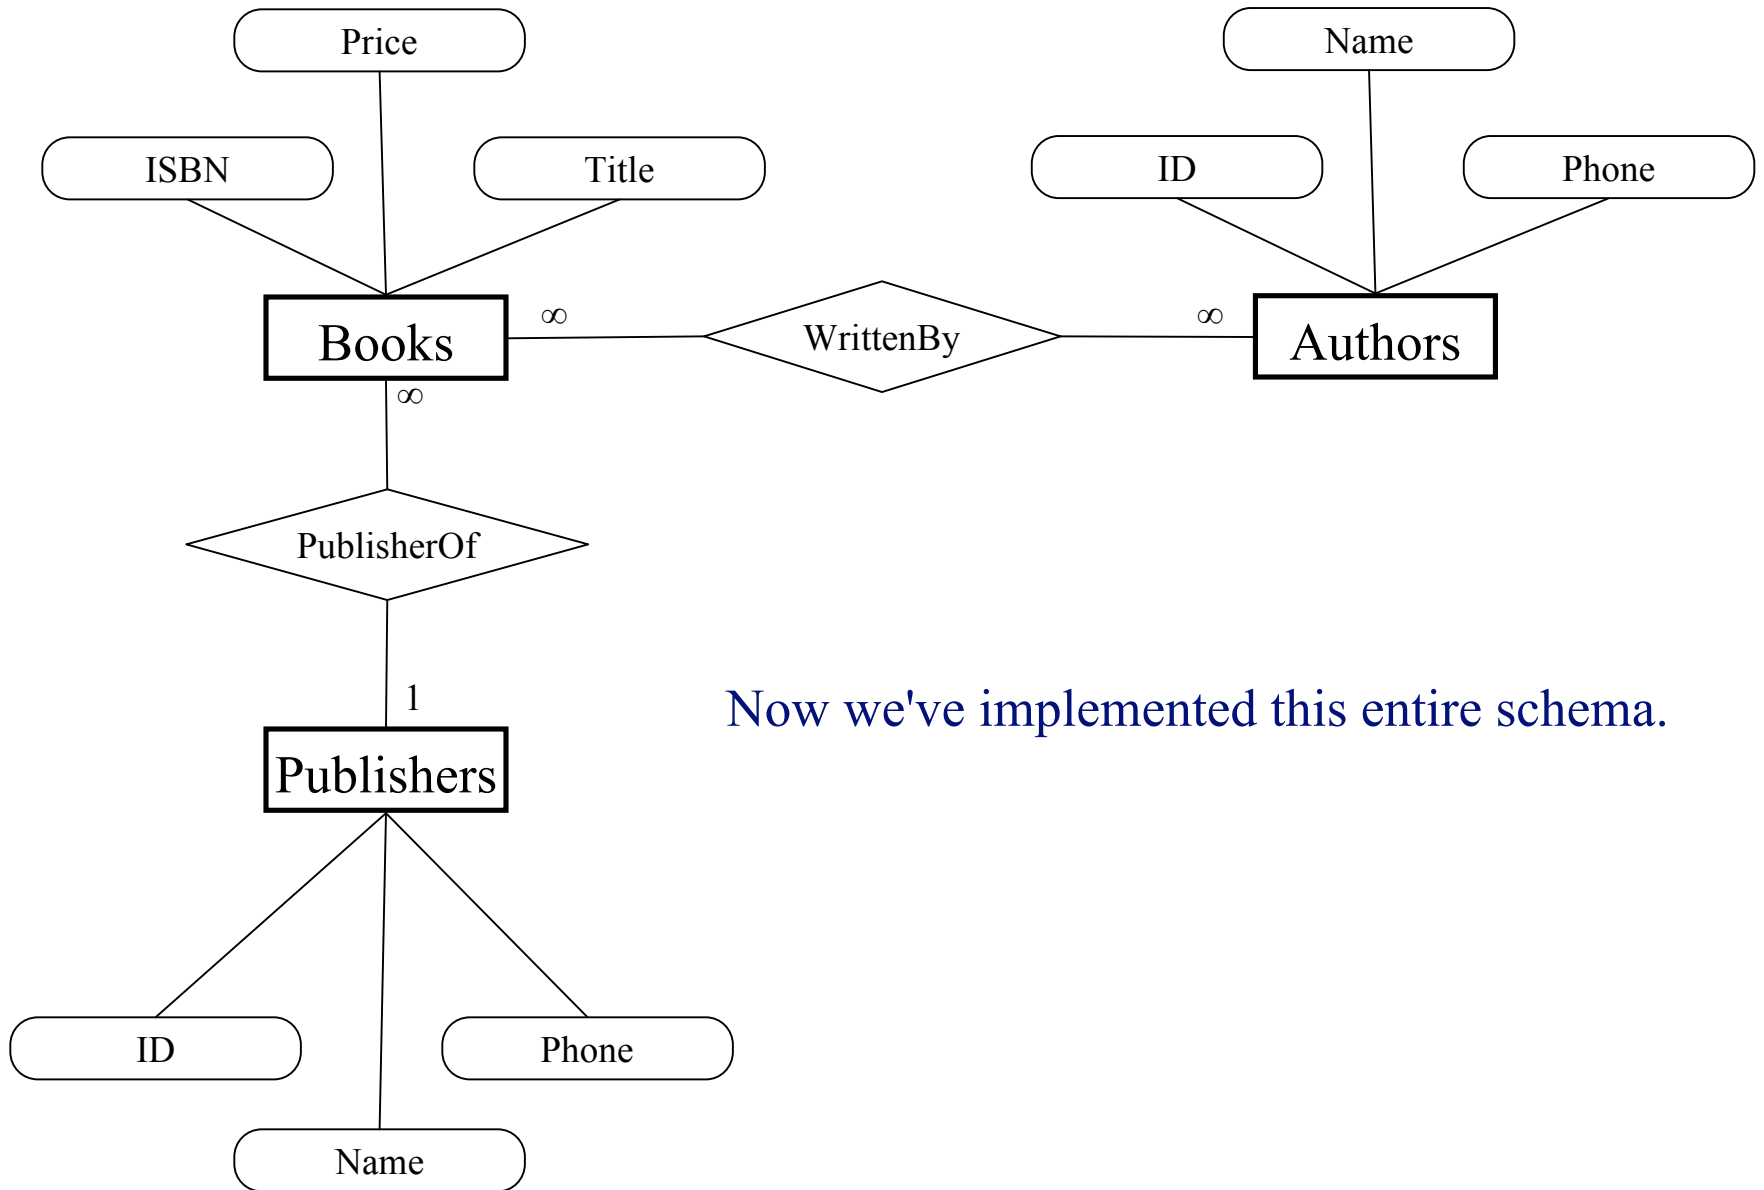 Price
Name
ISBN
Title
ID
Phone
∞
∞
Books
WrittenBy
Authors
∞
PublisherOf
1
Now we've implemented this entire schema.
Publishers
ID
Phone
Name